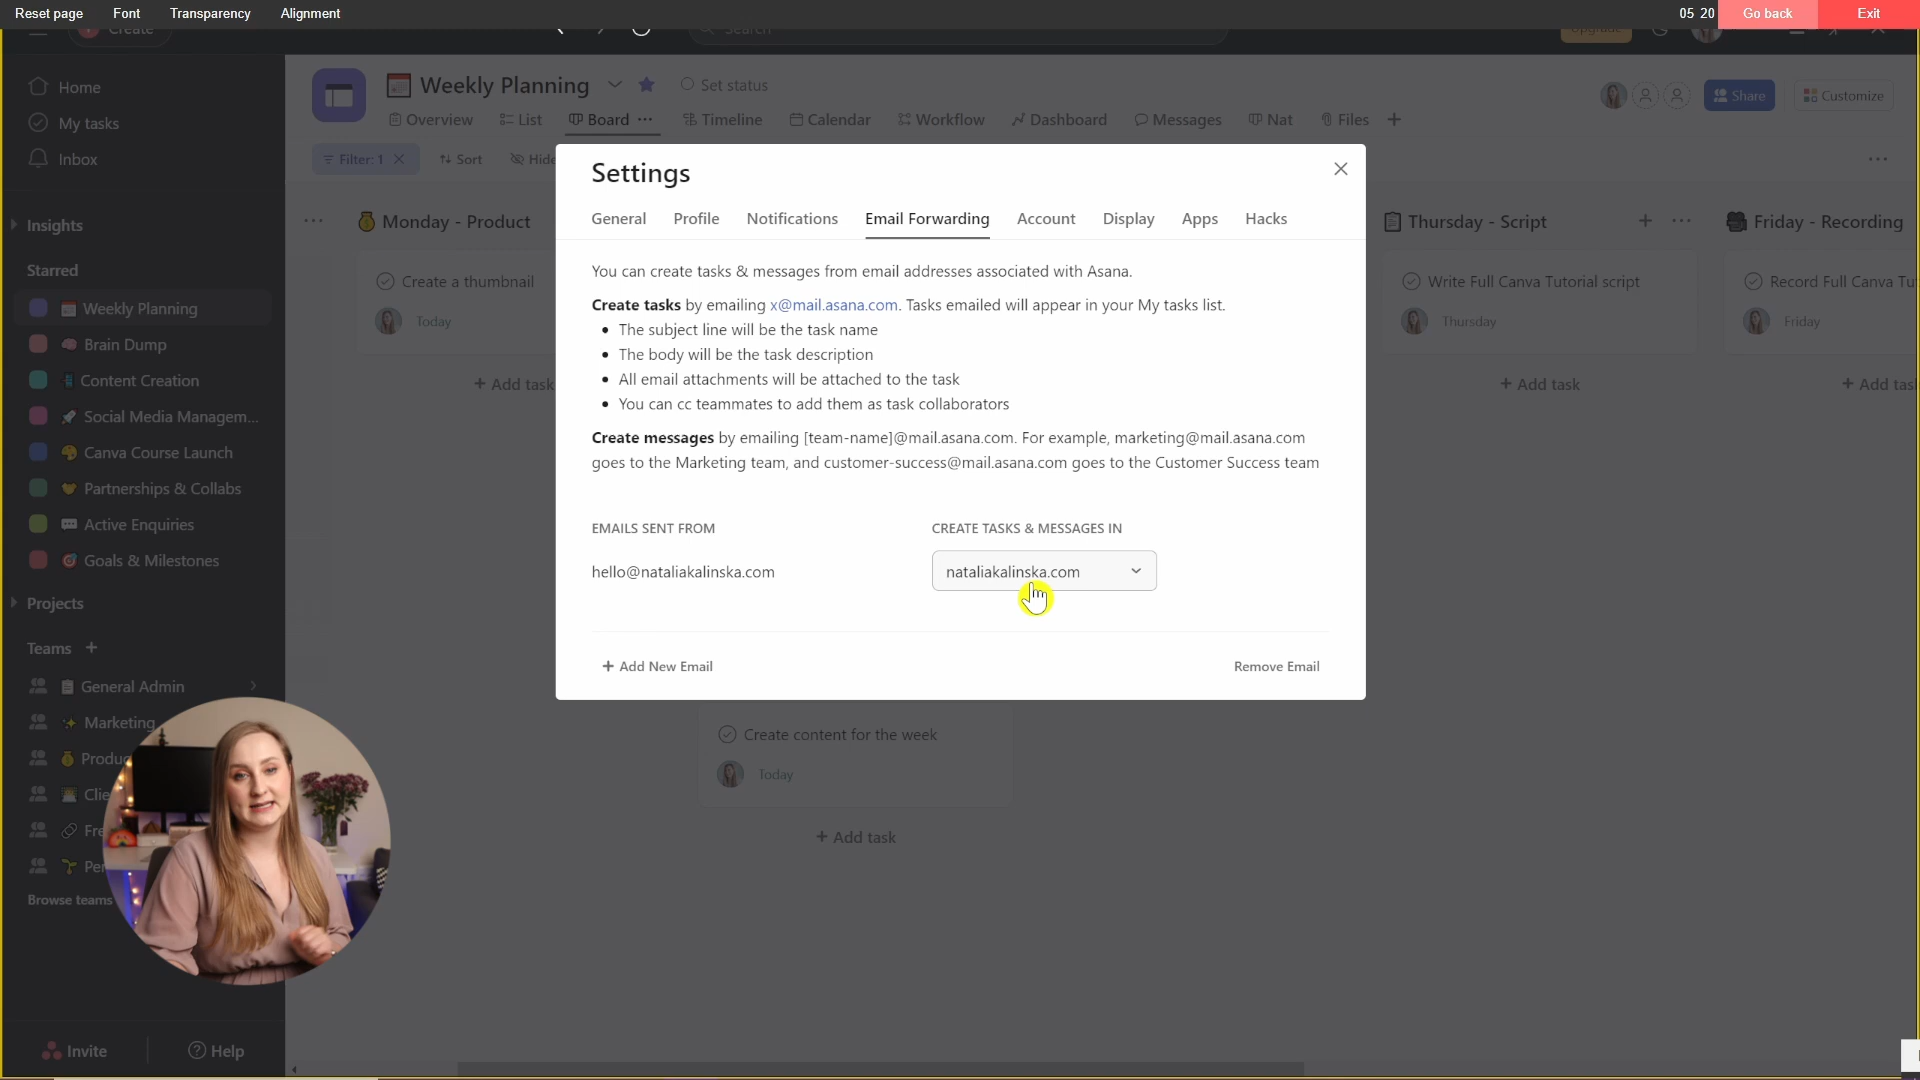 Reset page Font Transparency Alignment 05 20 Go back Exit
Create Search Upgrade
Home
My tasks
Inbox
Insights
Starred
Weekly Planning
Brain Dump
Content Creation
Social Media Managem...
Canva Course Launch
Partnerships & Collabs
Active Enquiries
Goals & Milestones
Projects
Teams +
General Admin
Marketing
Browse teams
Invite Help
Weekly Planning Set status
Share Customize
Overview List Board Timeline Calendar Workflow Dashboard Messages Nat Files +
Filter: 1 Sort Hide
Monday - Product
Create a thumbnail
Today
+ Add task
Settings
General Profile Notifications Email Forwarding Account Display Apps Hacks
You can create tasks & messages from email addresses associated with Asana.
Create tasks by emailing x@mail.asana.com. Tasks emailed will appear in your My tasks list.
• The subject line will be the task name
• The body will be the task description
• All email attachments will be attached to the task
• You can cc teammates to add them as task collaborators
Create messages by emailing [team-name]@mail.asana.com. For example, marketing@mail.asana.com
goes to the Marketing team, and customer-success@mail.asana.com goes to the Customer Success team
EMAILS SENT FROM CREATE TASKS & MESSAGES IN
hello@nataliakalinska.com nataliakalinska.com
+ Add New Email Remove Email
Create content for the week
Today
+ Add task
Thursday - Script
Write Full Canva Tutorial script
Thursday
+ Add task
Friday - Recording
Record Full Canva Tu
Friday
+ Add task